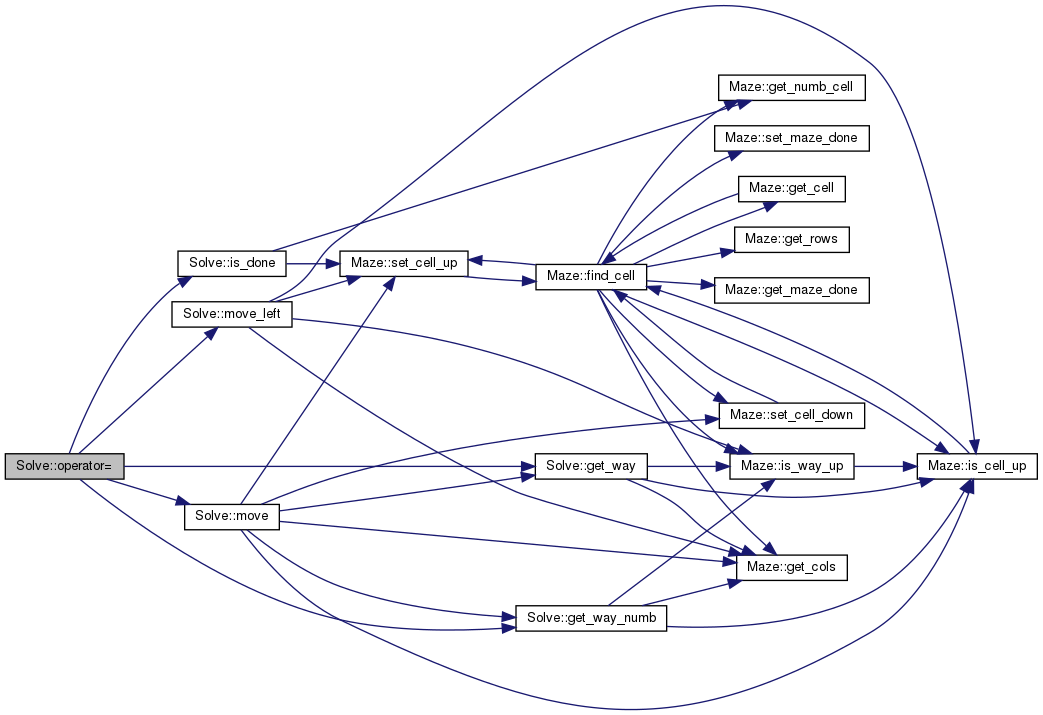 Maze::get_numb_cell
Maze::set_maze_done
Maze::get_cell
Maze::get_rows
Solve::is_done
Maze::set_cell_up
Maze::find_cell
Maze::get_maze_done
Solve::move_left
Maze::set_cell_down
Solve::operator=
Solve::get_way
Maze::is_way_up
Maze::is_cell_up
Solve::move
Maze::get_cols
Solve::get_way_numb